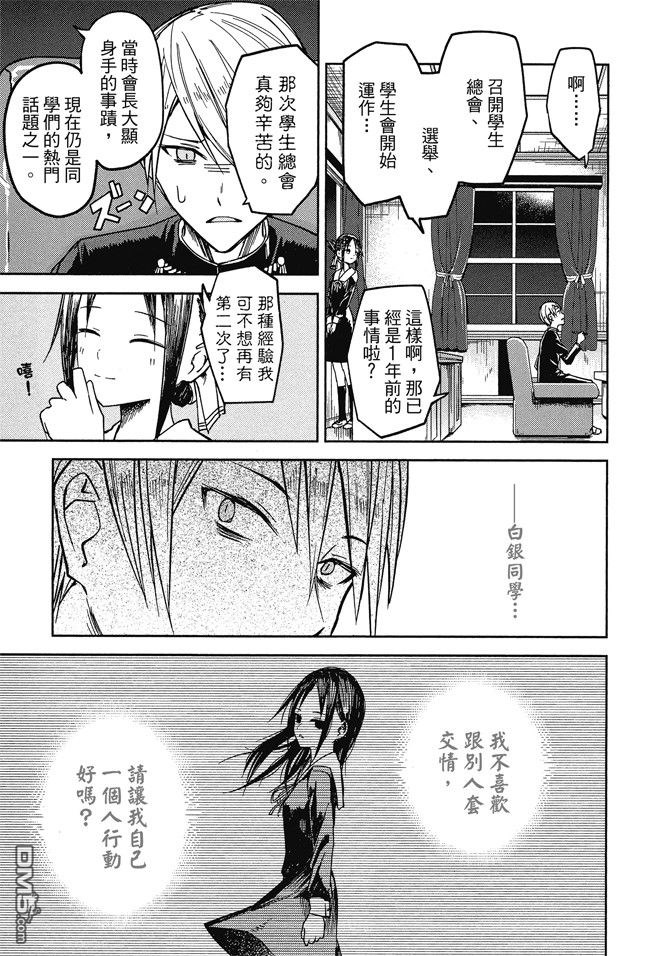 啊……
召開學生
總會、
選舉、
學生會開始
運作…
這樣啊，那已
經是1年前的
事情啦？
那次學生總會
真夠辛苦的。
當時會長大顯
身手的事蹟，
現在仍是同
學們的熱門
話題之一。
ズーン
那種經驗我
可不想再有
第二次了…
嘻！
──白銀同學…
我不喜歡
跟別人套
交情，
請讓我自己
一個人行動
好嗎？
DM5.com